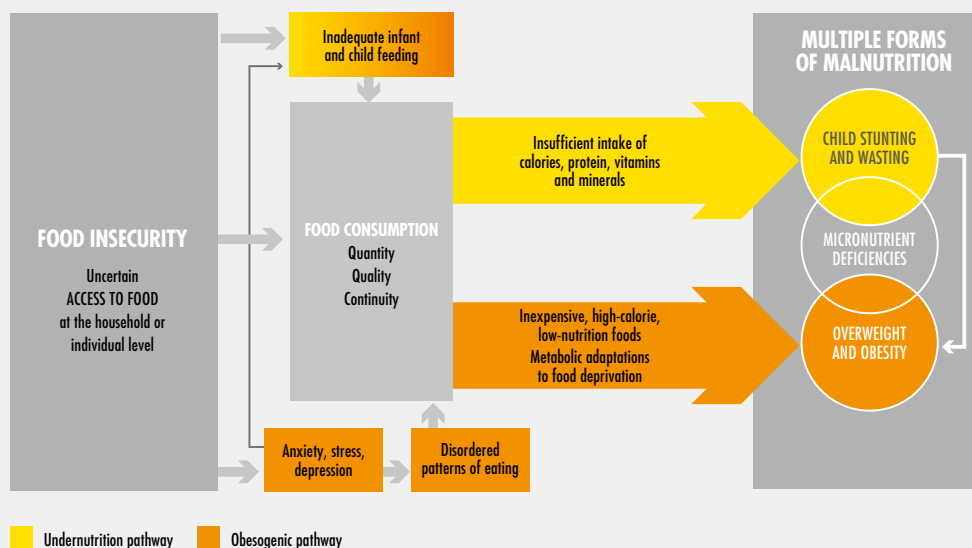 FOOD INSECURITY
Uncertain
ACCESS TO FOOD
at the household or
individual level
Inadequate infant
and child feeding
FOOD CONSUMPTION
Quantity
Quality
Continuity
Anxiety, stress,
depression
Disordered
patterns of eating
Insufficient intake of
calories, protein, vitamins
and minerals
Inexpensive, high-calorie,
low-nutrition foods
Metabolic adaptations
to food deprivation
MULTIPLE FORMS
OF MALNUTRITION
CHILD STUNTING
AND WASTING
MICRONUTRIENT
DEFICIENCIES
OVERWEIGHT
AND OBESITY
Undernutrition pathway
Obesogenic pathway